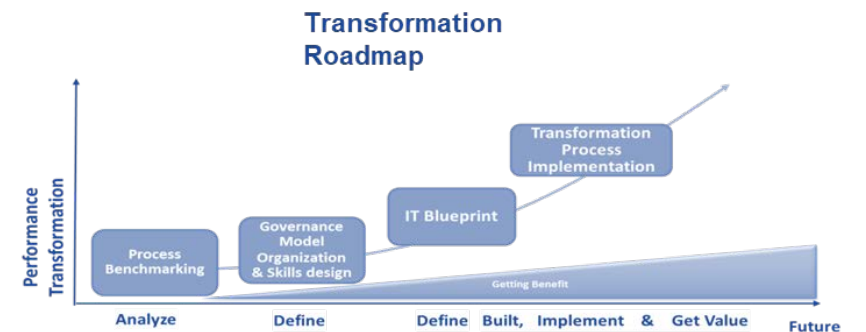 Transformation
Roadmap
Performance
Transformation
Process
Benchmarking
Governance
Model
Organization
& Skills design
IT Blueprint
Transformation
Process
Implementation
Getting Benefit
Analyze
Define
Define Built, Implement & Get Value
Future